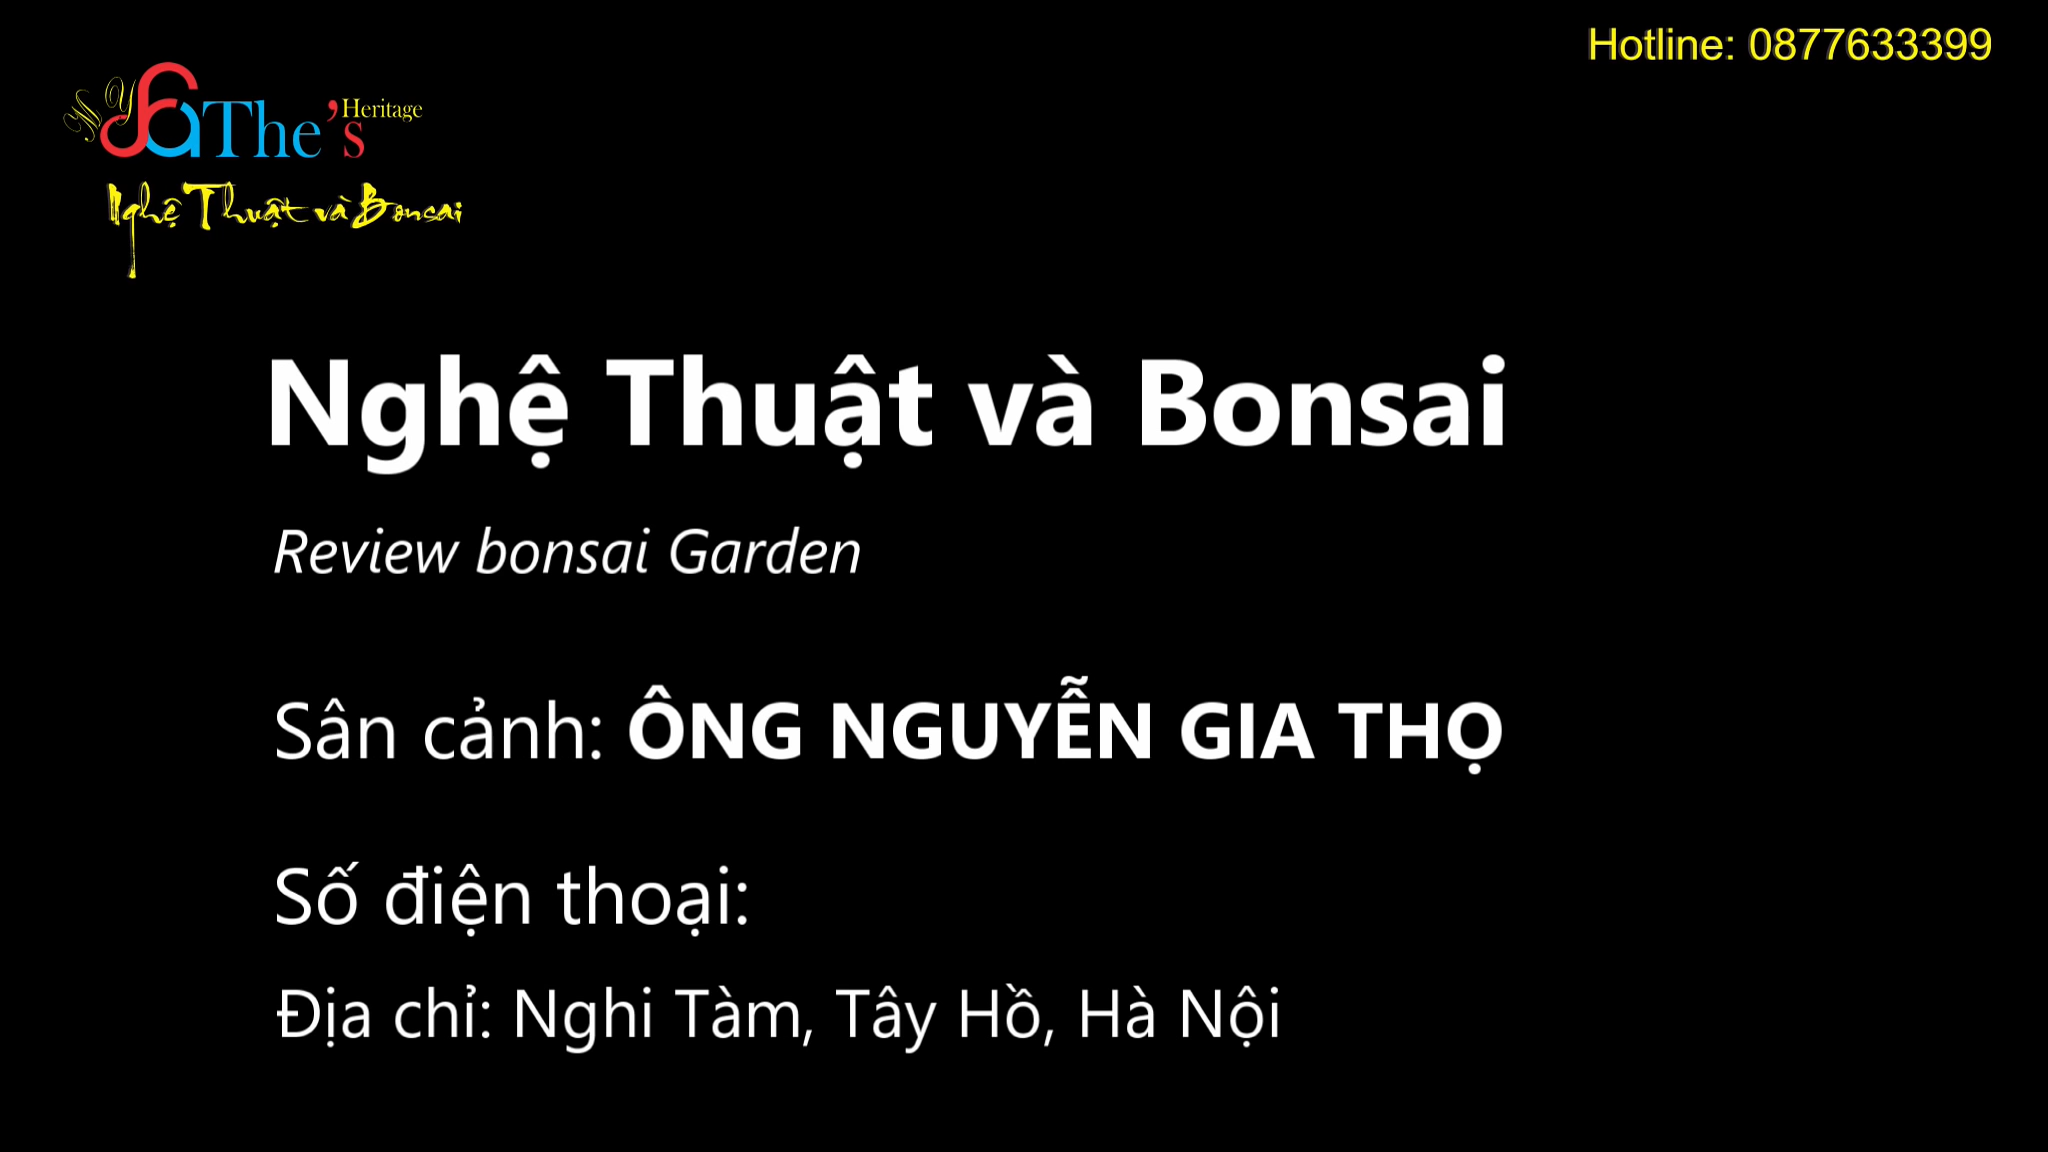 Hotline: 0877633399
The's Heritage
Nghệ Thuật và Bonsai
Nghệ Thuật và Bonsai
Review bonsai Garden
Sân cảnh: ÔNG NGUYỄN GIA THỌ
Số điện thoại:
Địa chỉ: Nghi Tàm, Tây Hồ, Hà Nội